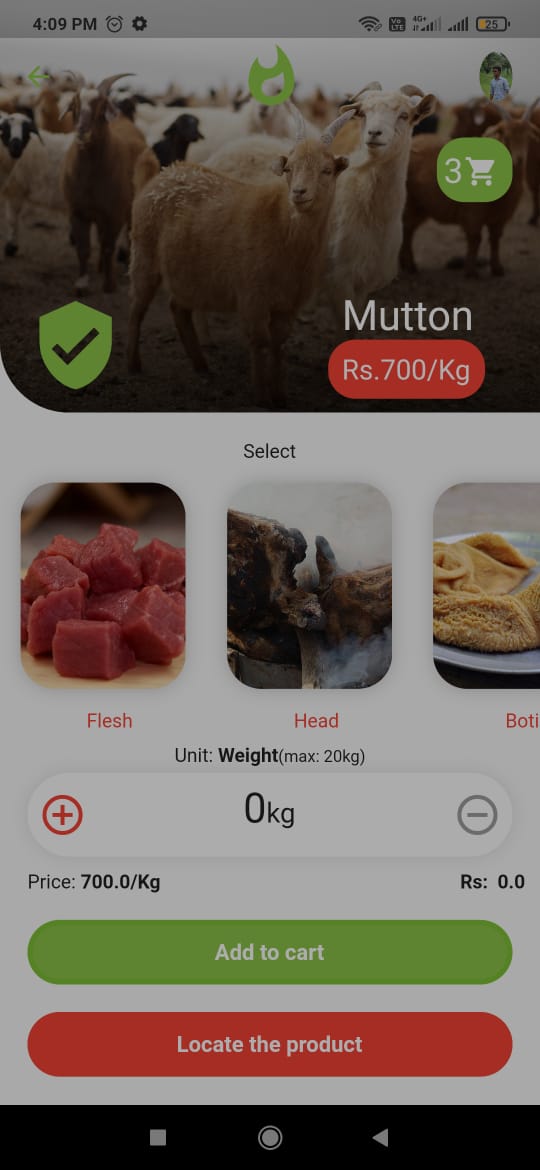 4:09 PM
Vo
LTE
4G+
25
3
Mutton
Rs.700/Kg
Select
Flesh
Head
Boti
Unit: Weight(max: 20kg)
0kg
Price: 700.0/Kg
Rs: 0.0
Add to cart
Locate the product